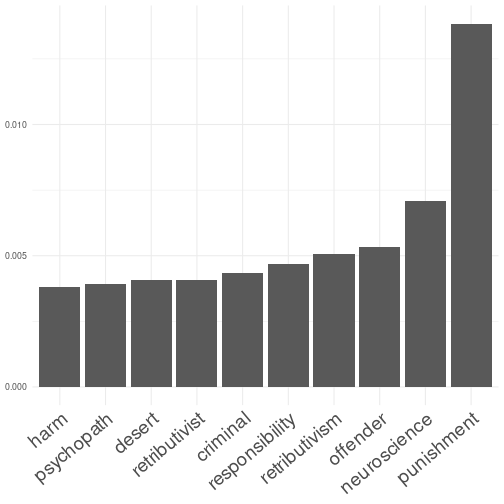 0.010
0.005
0.000
harm
psychopath
desert
retributivist
criminal
responsibility
retributivism
offender
neuroscience
punishment